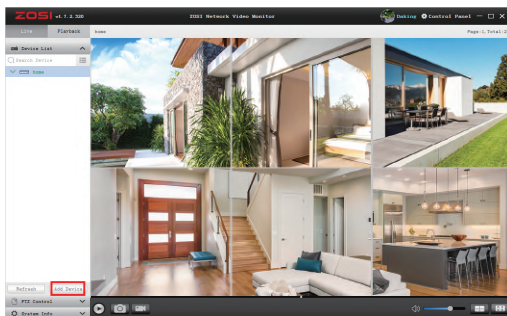 ZOSI v1.7.2.320
ZOSI Network Video Monitor
Daking Control Panel
Live Playback home
Page:1, Total:2
Device List
Search Device
home
Refresh Add Device
PTZ Control
System Info